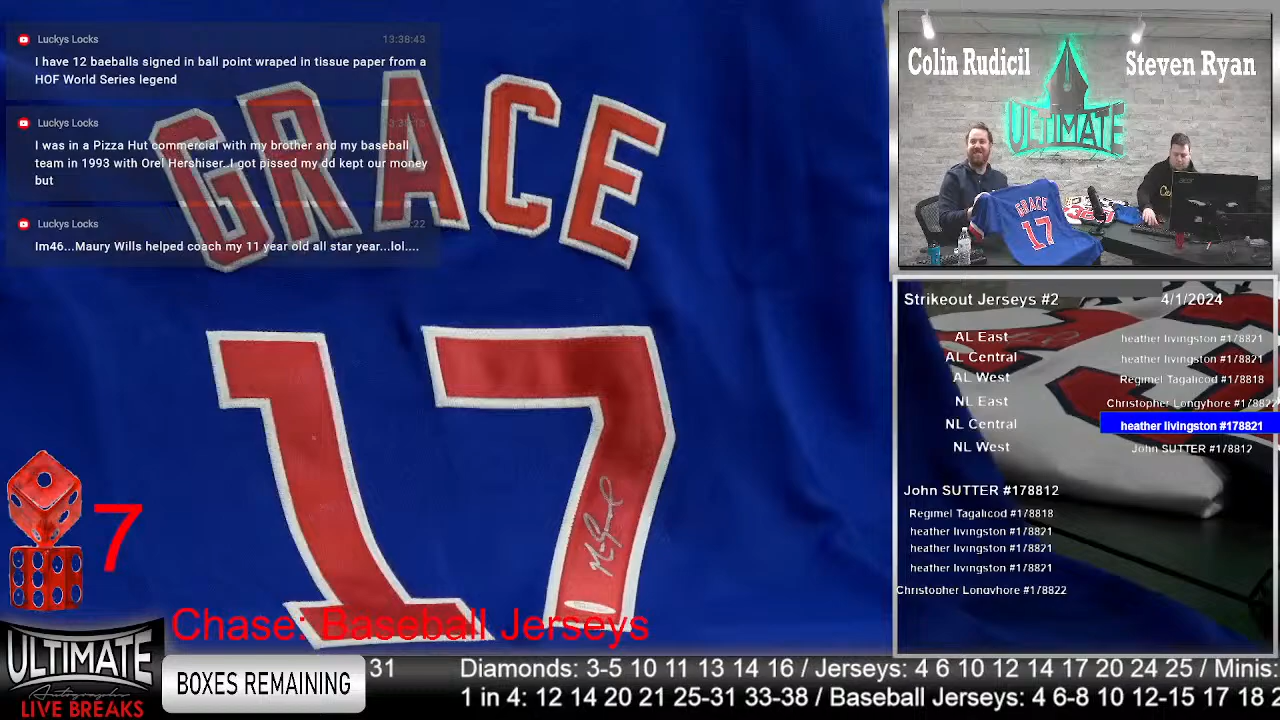 Luckys Locks 13:38:43
I have 12 baeballs signed in ball point wraped in tissue paper from a
HOF World Series legend
Luckys Locks
I was in a Pizza Hut commercial with my brother and my baseball
team in 1993 with Orel Hershiser..I got pissed my dd kept our money
but
Luckys Locks
Im46...Maury Wills helped coach my 11 year old all star year...lol....
GRACE
17
7
Chase: Baseball Jerseys
ULTIMATE
Autographs
LIVE BREAKS
BOXES REMAINING
31
Diamonds: 3-5 10 11 13 14 16 / Jerseys: 4 6 10 12 14 17 20 24 25 / Minis:
1 in 4: 12 14 20 21 25-31 33-38 / Baseball Jerseys: 4 6-8 10 12-15 17 18
Colin Rudicil
Steven Ryan
ULTIMATE
GRACE
17
Strikeout Jerseys #2 4/1/2024
AL East heather livingston #178821
AL Central heather livingston #178821
AL West Regimel Tagalicod #178818
NL East Christopher Longyhore #178822
NL Central heather livingston #178821
NL West John SUTTER #178812
John SUTTER #178812
Regimel Tagalicod #178818
heather livingston #178821
heather livingston #178821
heather livingston #178821
Christopher Longyhore #178822